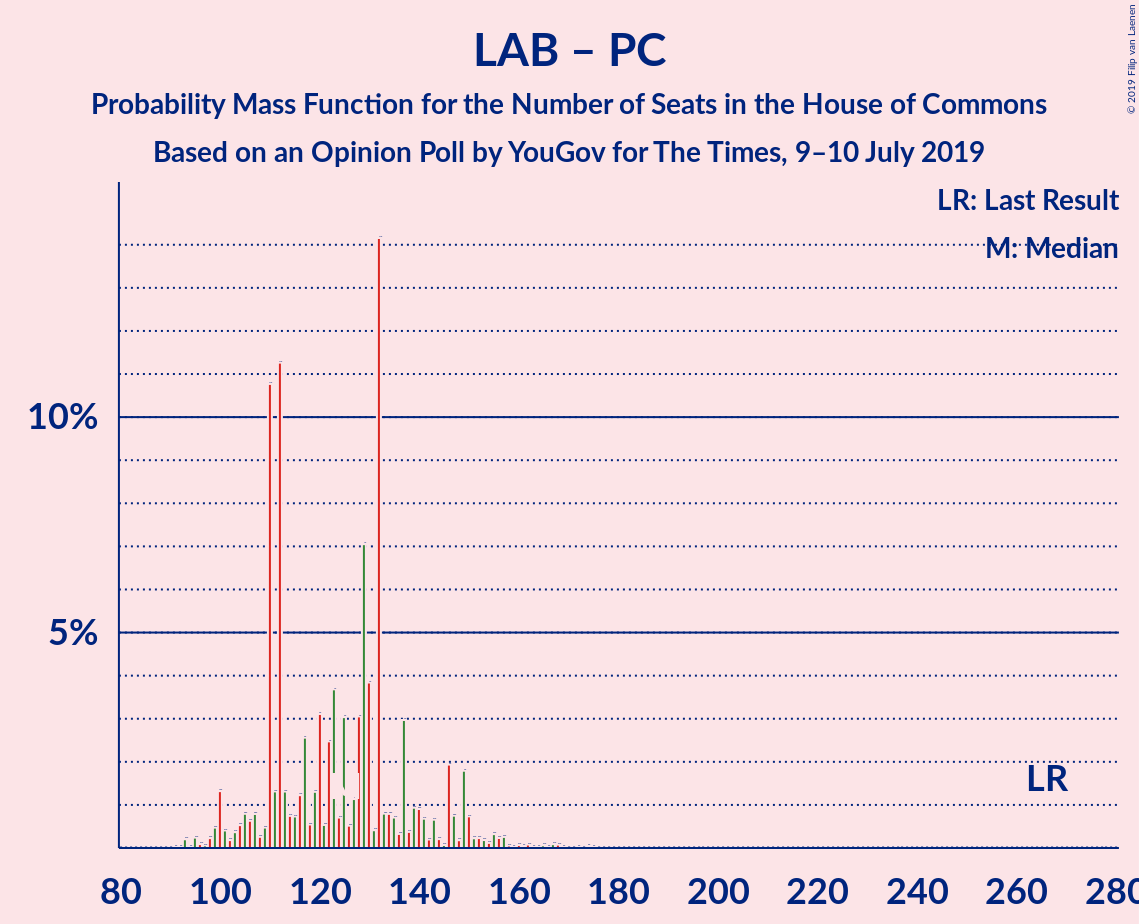 LAB – PC
Probability Mass Function for the Number of Seats in the House of Commons
Based on an Opinion Poll by YouGov for The Times, 9–10 July 2019
© 2019 Filip van Laenen
LR: Last Result
M: Median
10%
5%
LR
80 100 120 140 160 180 200 220 240 260 280